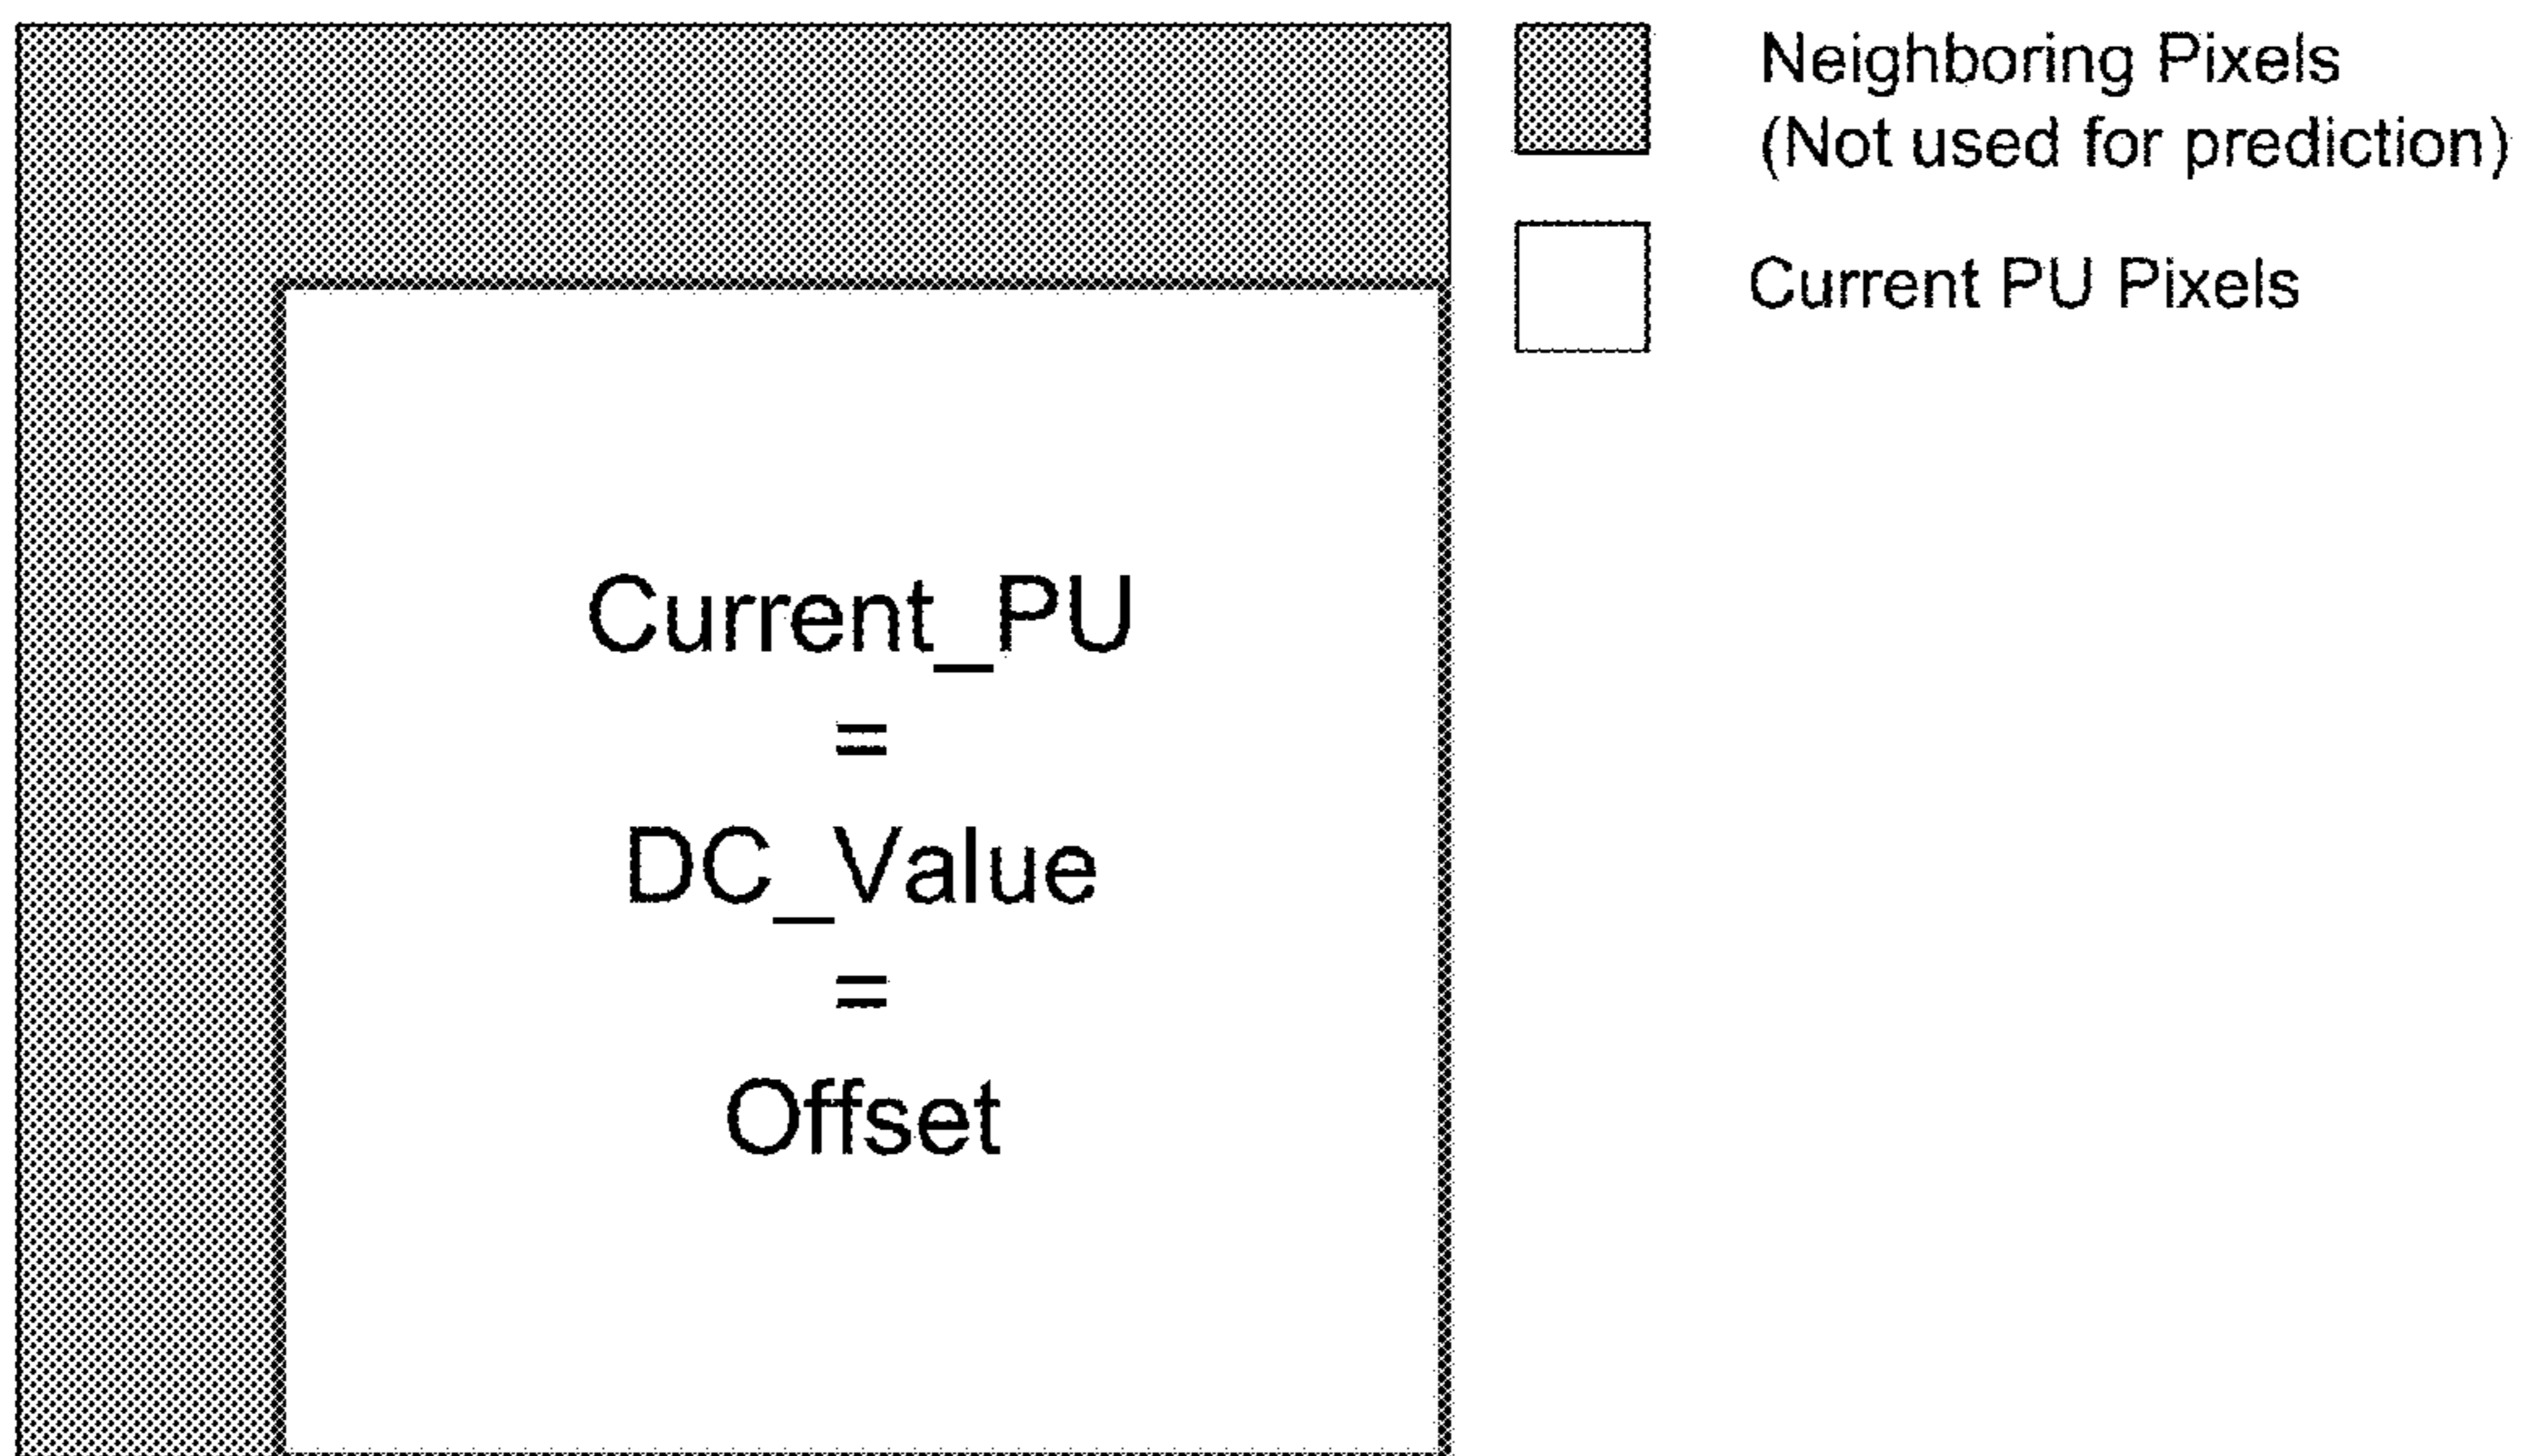 Neighboring Pixels
(Not used for prediction)
Current PU Pixels
Current_PU
=
DC_Value
=
Offset